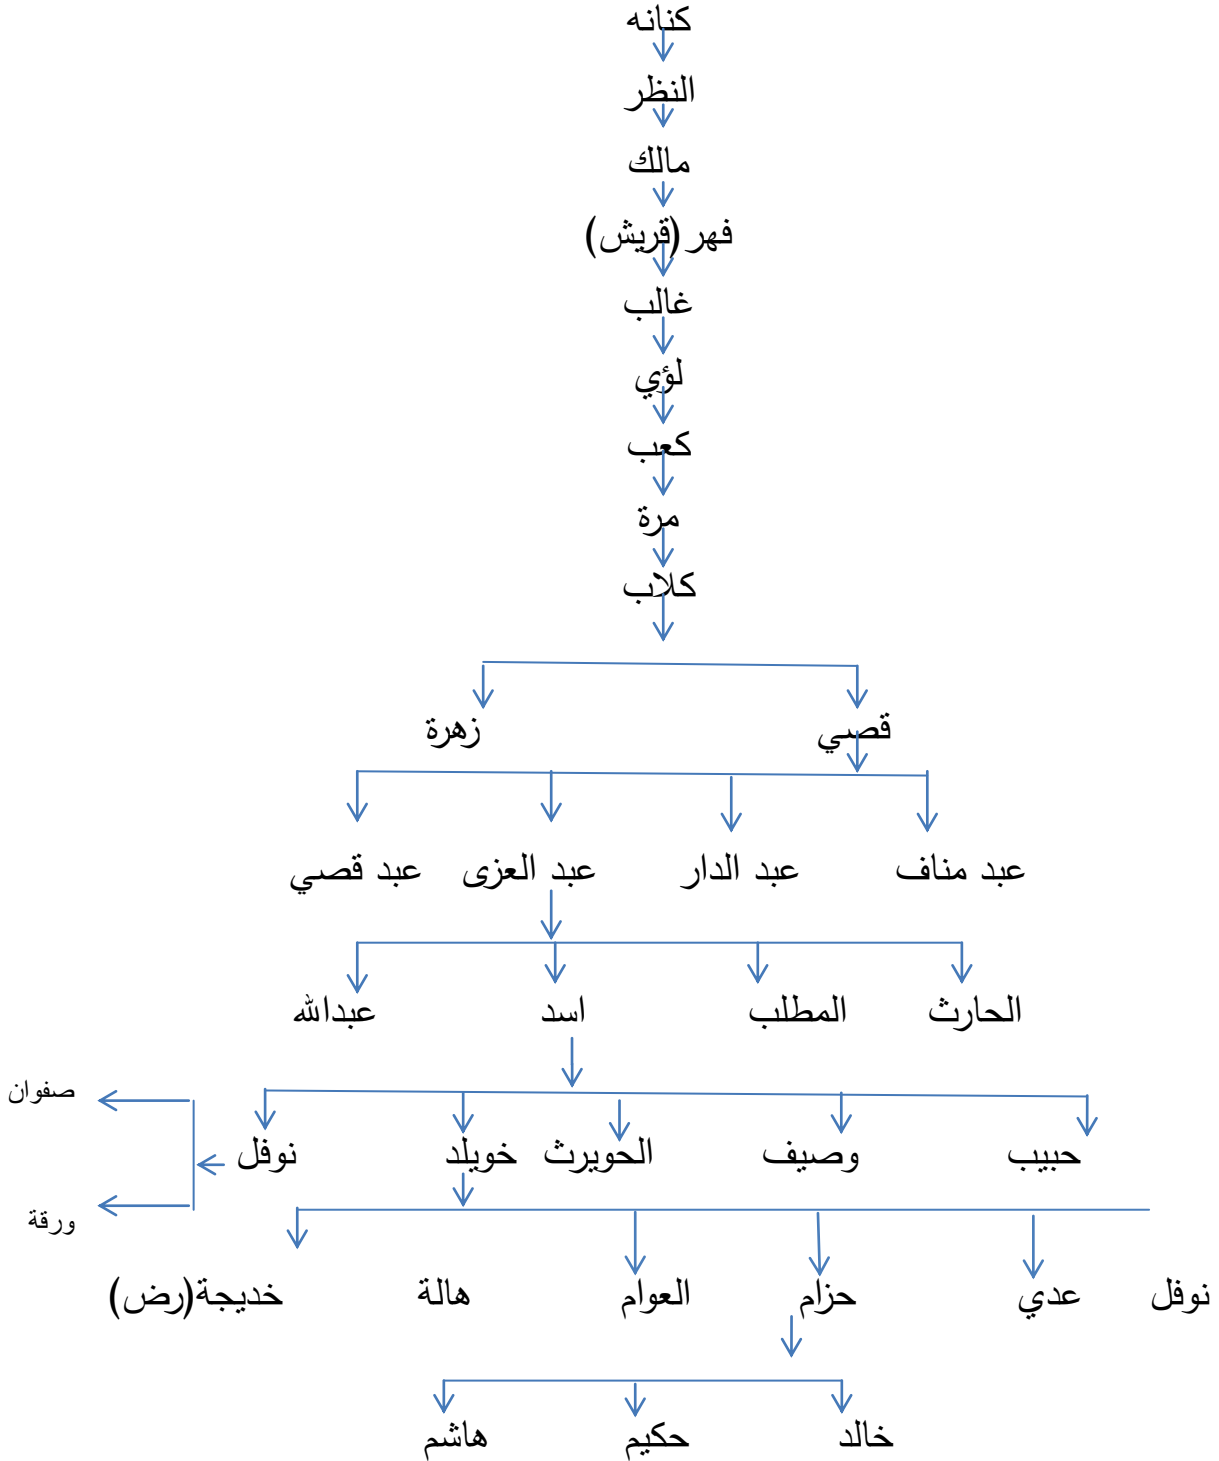 كنانه
النظر
مالك
فهر (قريش)
غالب
لؤي
كعب
مرة
كلاب
قصي زهرة
عبد مناف عبد الدار عبد العزى عبد قصي
الحارث المطلب اسد عبدالله
صفوان
حبيب وصيف الحويرث خويلد نوفل
ورقة
نوفل عدي حزام العوام هالة خديجة(رض)
خالد حكيم هاشم